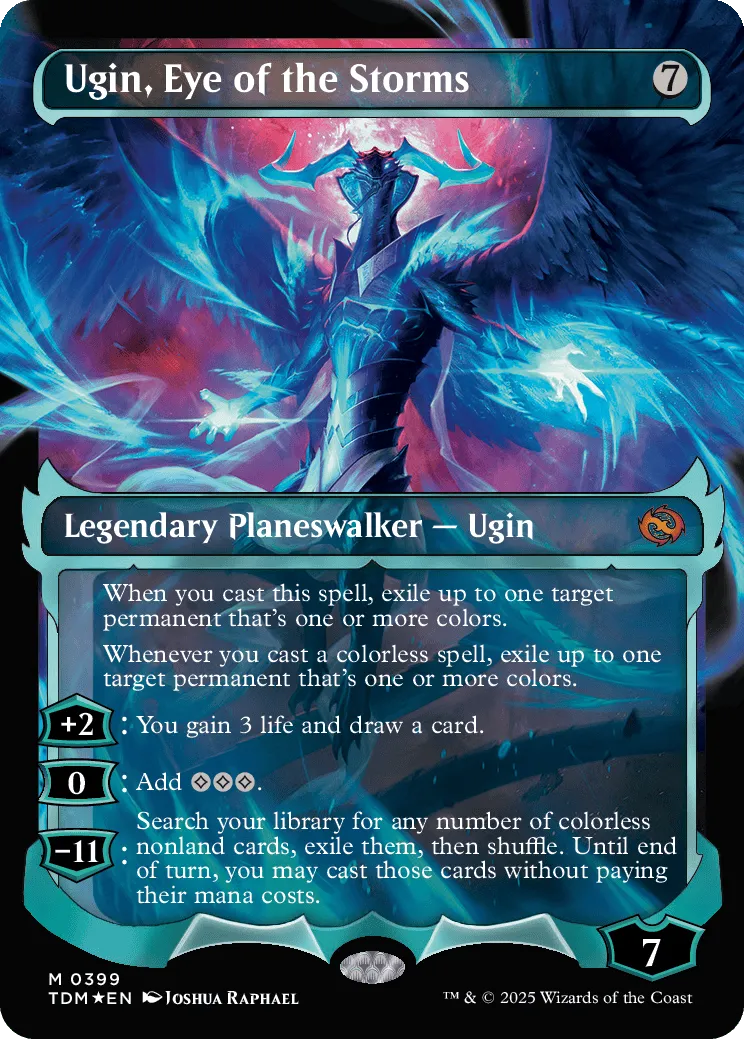 Ugin, Eye of the Storms
7
Legendary Planeswalker — Ugin
When you cast this spell, exile up to one target
permanent that's one or more colors.
Whenever you cast a colorless spell, exile up to one
target permanent that's one or more colors.
+2: You gain 3 life and draw a card.
0: Add ◇◇◇.
Search your library for any number of colorless
−11: nonland cards, exile them, then shuffle. Until end
of turn, you may cast those cards without paying
their mana costs.
7
M 0399
TDM★EN Joshua Raphael
™ & © 2025 Wizards of the Coast